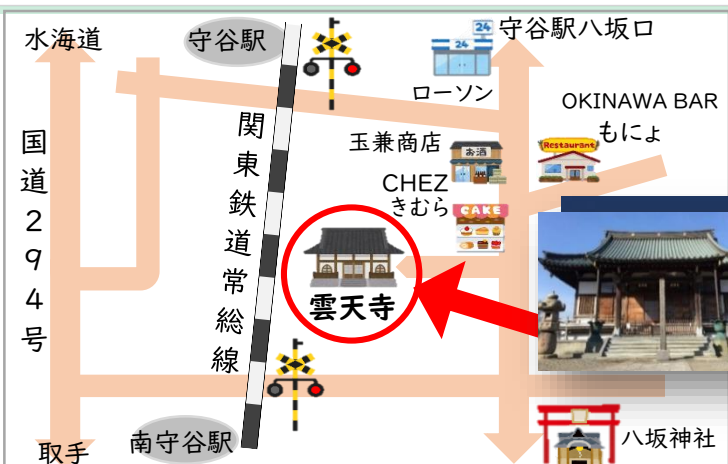 水海道
守谷駅
24
守谷駅八坂口
24
ローソン
OKINAWA BAR
もにょ
Restaurant
玉兼商店
お酒
CHEZ
きむら
CAKE
国道294号
関東鉄道常総線
雲天寺
取手
南守谷駅
八坂神社